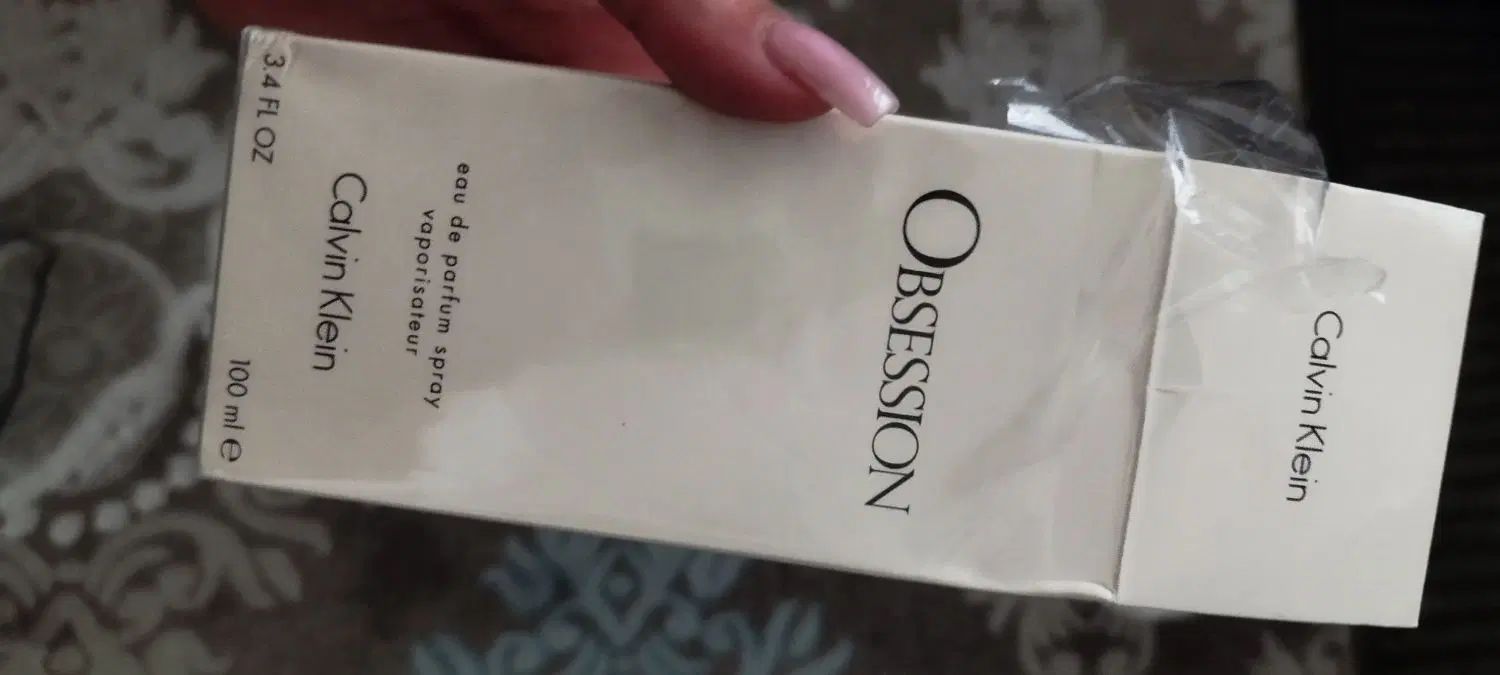 Calvin Klein
OBSESSION
eau de parfum spray
vaporisateur
Calvin Klein
3.4 FL OZ 100 ml ℮